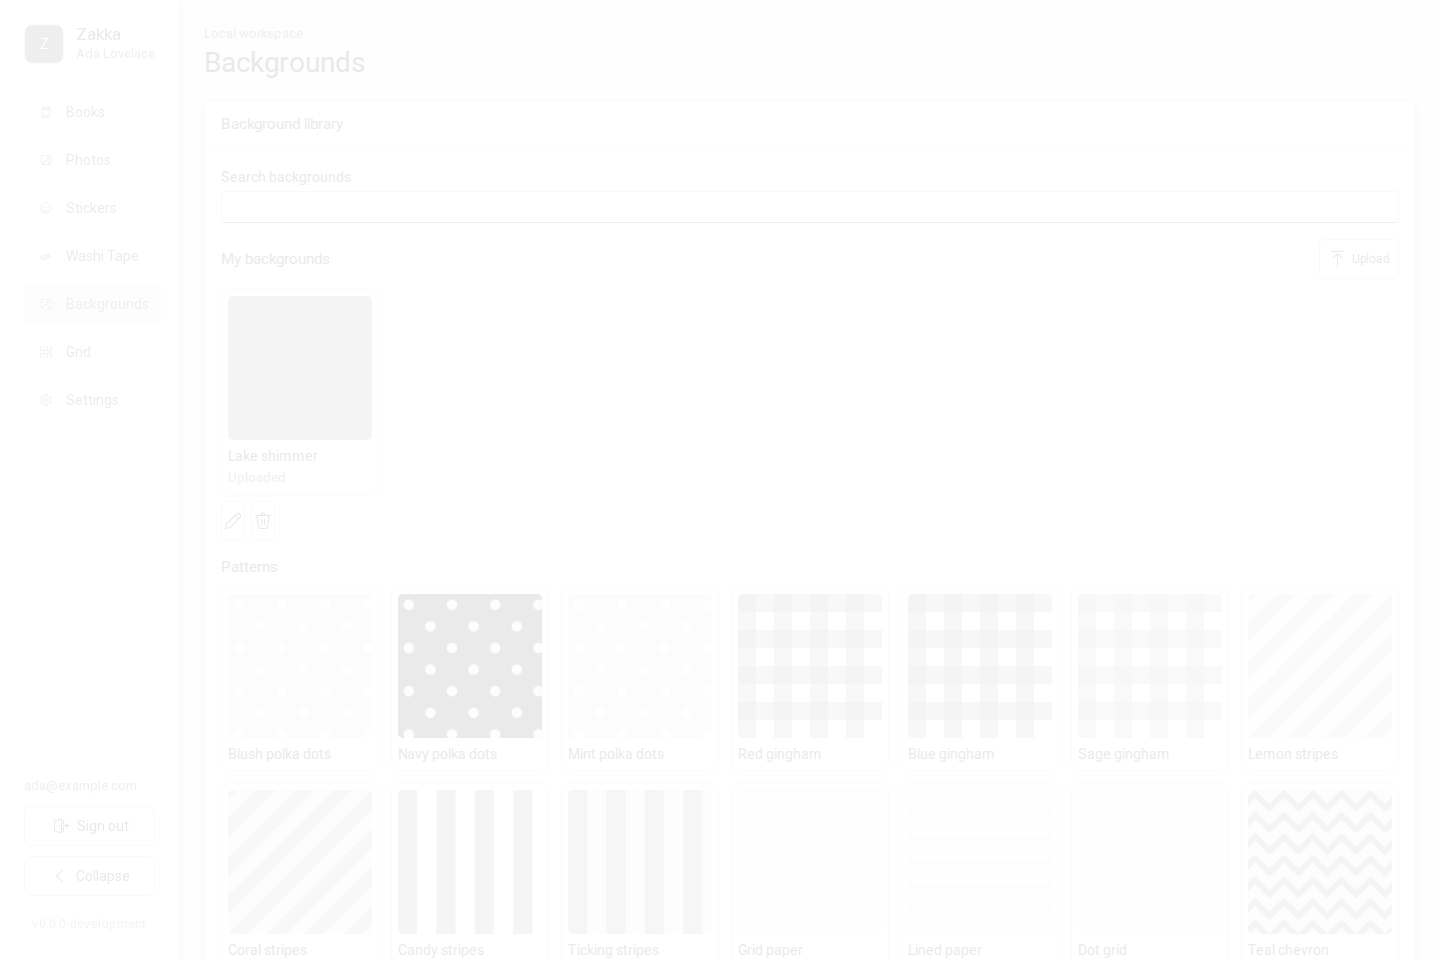 Z
Zakka
Ada Lovelace
Books
Photos
Stickers
Washi Tape
Backgrounds
Grid
Settings
ada@example.com
Sign out
Collapse
v0.0.0-development
Local workspace
Backgrounds
Background library
Search backgrounds
My backgrounds
Upload
Lake shimmer
Uploaded
Patterns
Blush polka dots
Navy polka dots
Mint polka dots
Red gingham
Blue gingham
Sage gingham
Lemon stripes
Coral stripes
Candy stripes
Ticking stripes
Grid paper
Lined paper
Dot grid
Teal chevron